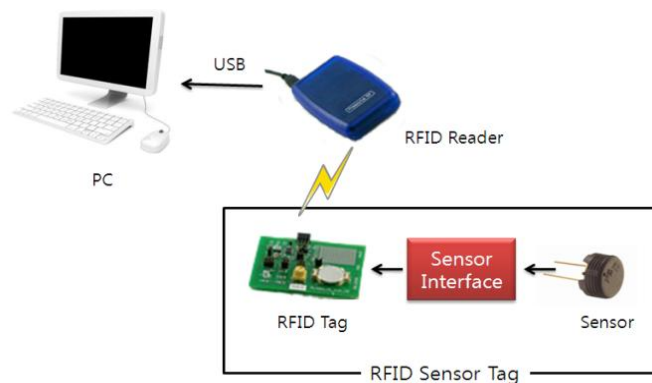 USB
RFID Reader
PC
Sensor
Interface
RFID Tag
Sensor
RFID Sensor Tag